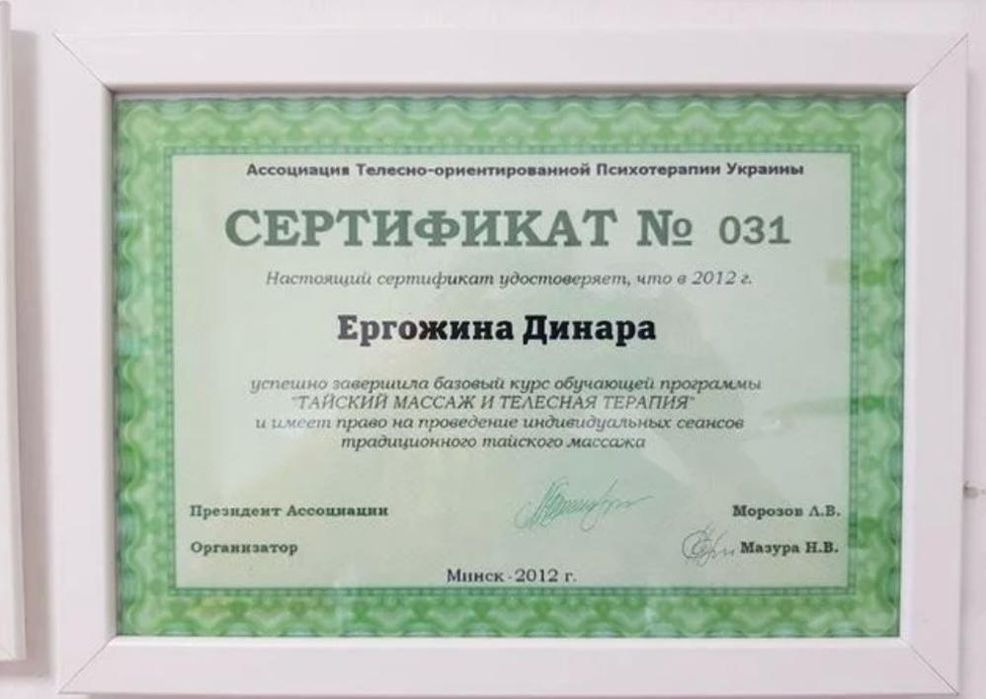 Ассоциация Телесно-ориентированной Психотерапии Украины
СЕРТИФИКАТ № 031
Настоящий сертификат удостоверяет, что в 2012 г.
Ергожина Динара
успешно завершила базовый курс обучающей программы
"ТАЙСКИЙ МАССАЖ И ТЕЛЕСНАЯ ТЕРАПИЯ"
и имеет право на проведение индивидуальных сеансов
традиционного тайского массажа
Президент Ассоциации Морозов Л.В.
Организатор Мазура Н.В.
Минск - 2012 г.